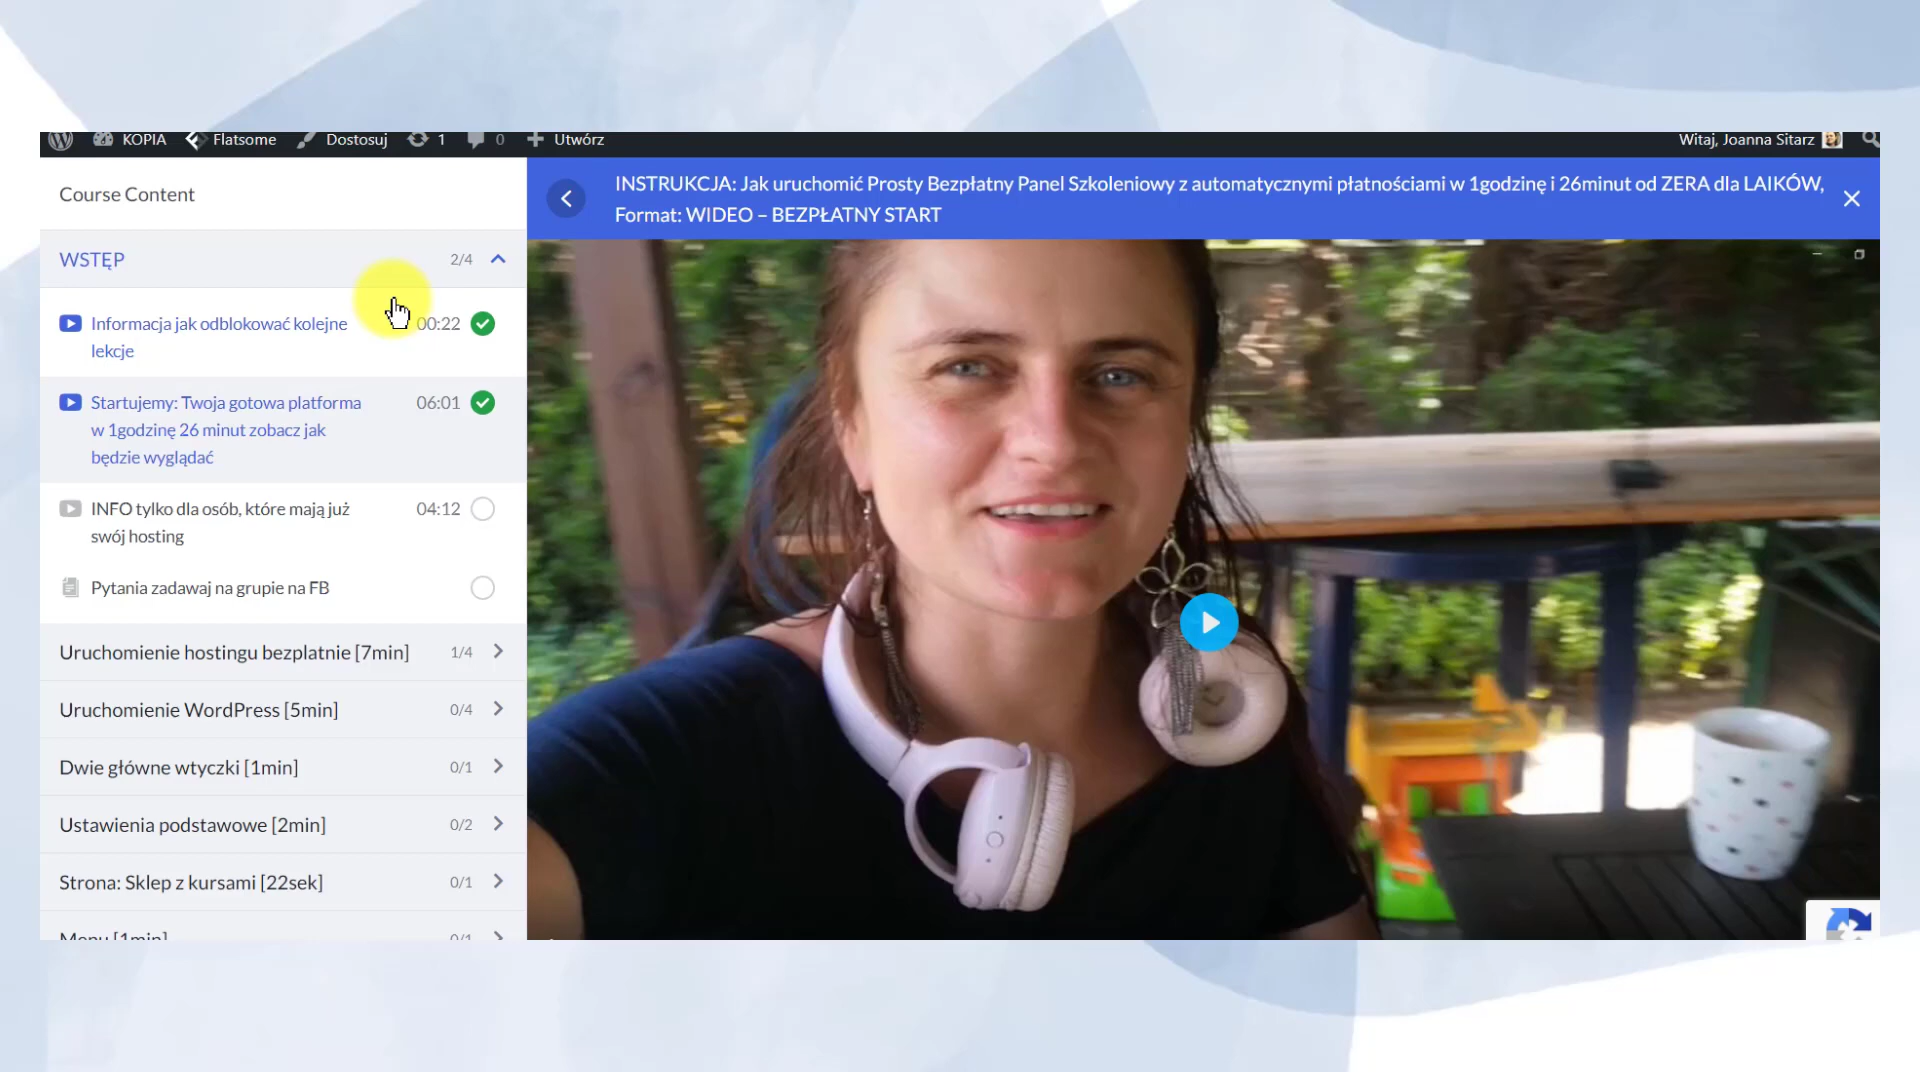 KOPIA Flatsome Dostosuj 1 0 Utwórz Witaj, Joanna Sitarz
Course Content
INSTRUKCJA: Jak uruchomić Prosty Bezpłatny Panel Szkoleniowy z automatycznymi płatnościami w 1godzinę i 26minut od ZERA dla LAIKÓW,
Format: WIDEO – BEZPŁATNY START
WSTĘP 2/4
Informacja jak odblokować kolejne 00:22
lekcje
Startujemy: Twoja gotowa platforma 06:01
w 1godzinę 26 minut zobacz jak
będzie wyglądać
INFO tylko dla osób, które mają już 04:12
swój hosting
Pytania zadawaj na grupie na FB
Uruchomienie hostingu bezplatnie [7min] 1/4
Uruchomienie WordPress [5min] 0/4
Dwie główne wtyczki [1min] 0/1
Ustawienia podstawowe [2min] 0/2
Strona: Sklep z kursami [22sek] 0/1
Menu [1min] 0/1